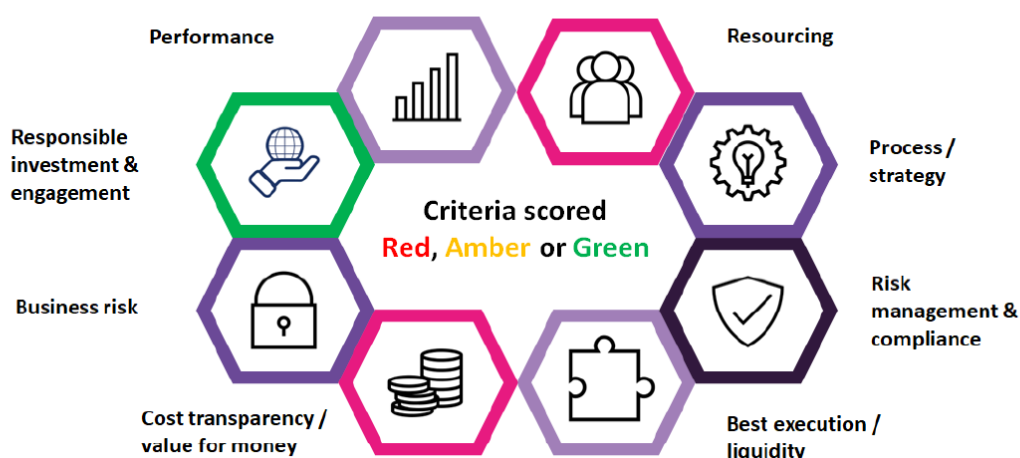 Performance
Resourcing
Responsible
investment &
engagement
Process /
strategy
Criteria scored
Red, Amber or Green
Business risk
Risk
management &
compliance
Cost transparency /
value for money
Best execution /
liquidity